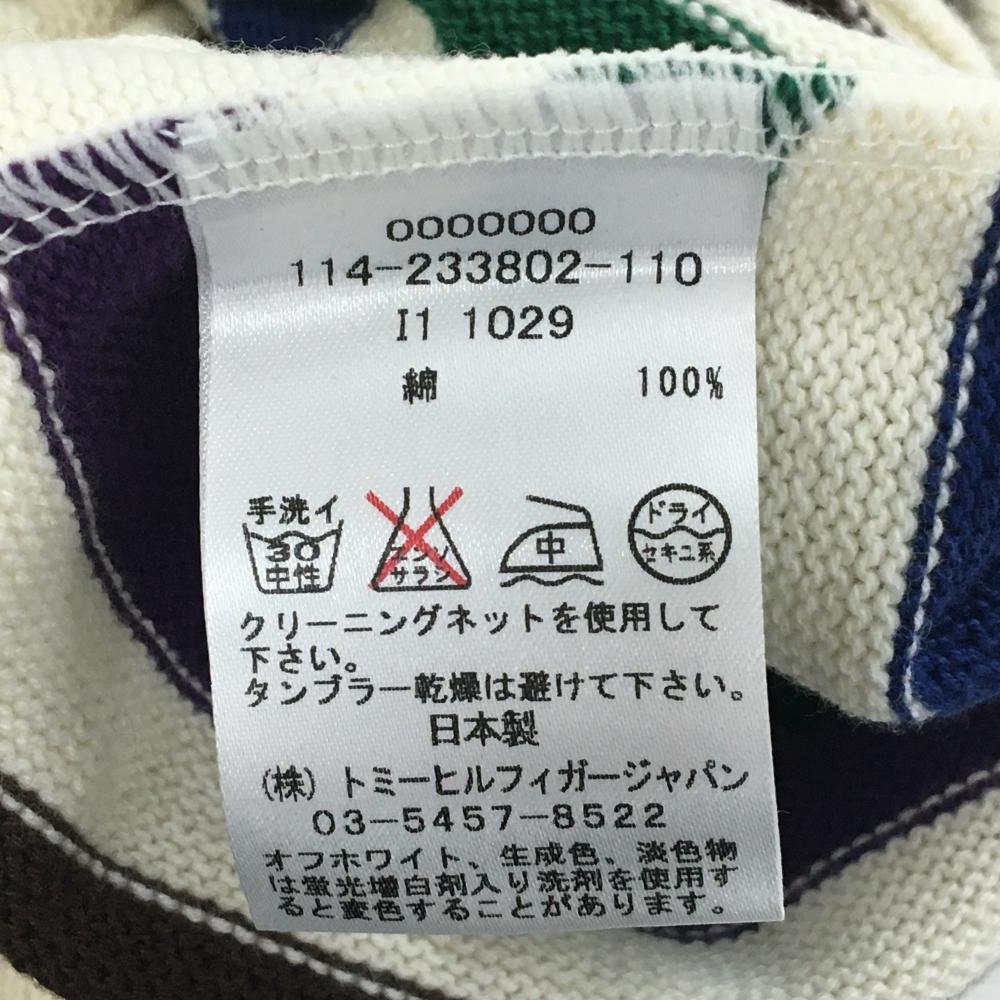 0000000
114-233802-110
I1 1029
綿 100%
手洗イ
30
中性
エンソ
サラシ
中
ドライ
セキユ系
クリーニングネットを使用して
下さい。
タンブラー乾燥は避けて下さい。
日本製
(株) トミーヒルフィガージャパン
03-5457-8522
オフホワイト、生成色、淡色物
は蛍光増白剤入り洗剤を使用す
ると変色することがあります。